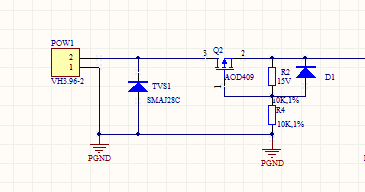 POW1
2
1
VH3.96-2
TVS1
SMAJ28C
PGND
Q2
3
2
1
AOD409
R2
15V
D1
10K,1%
R4
10K,1%
PGND